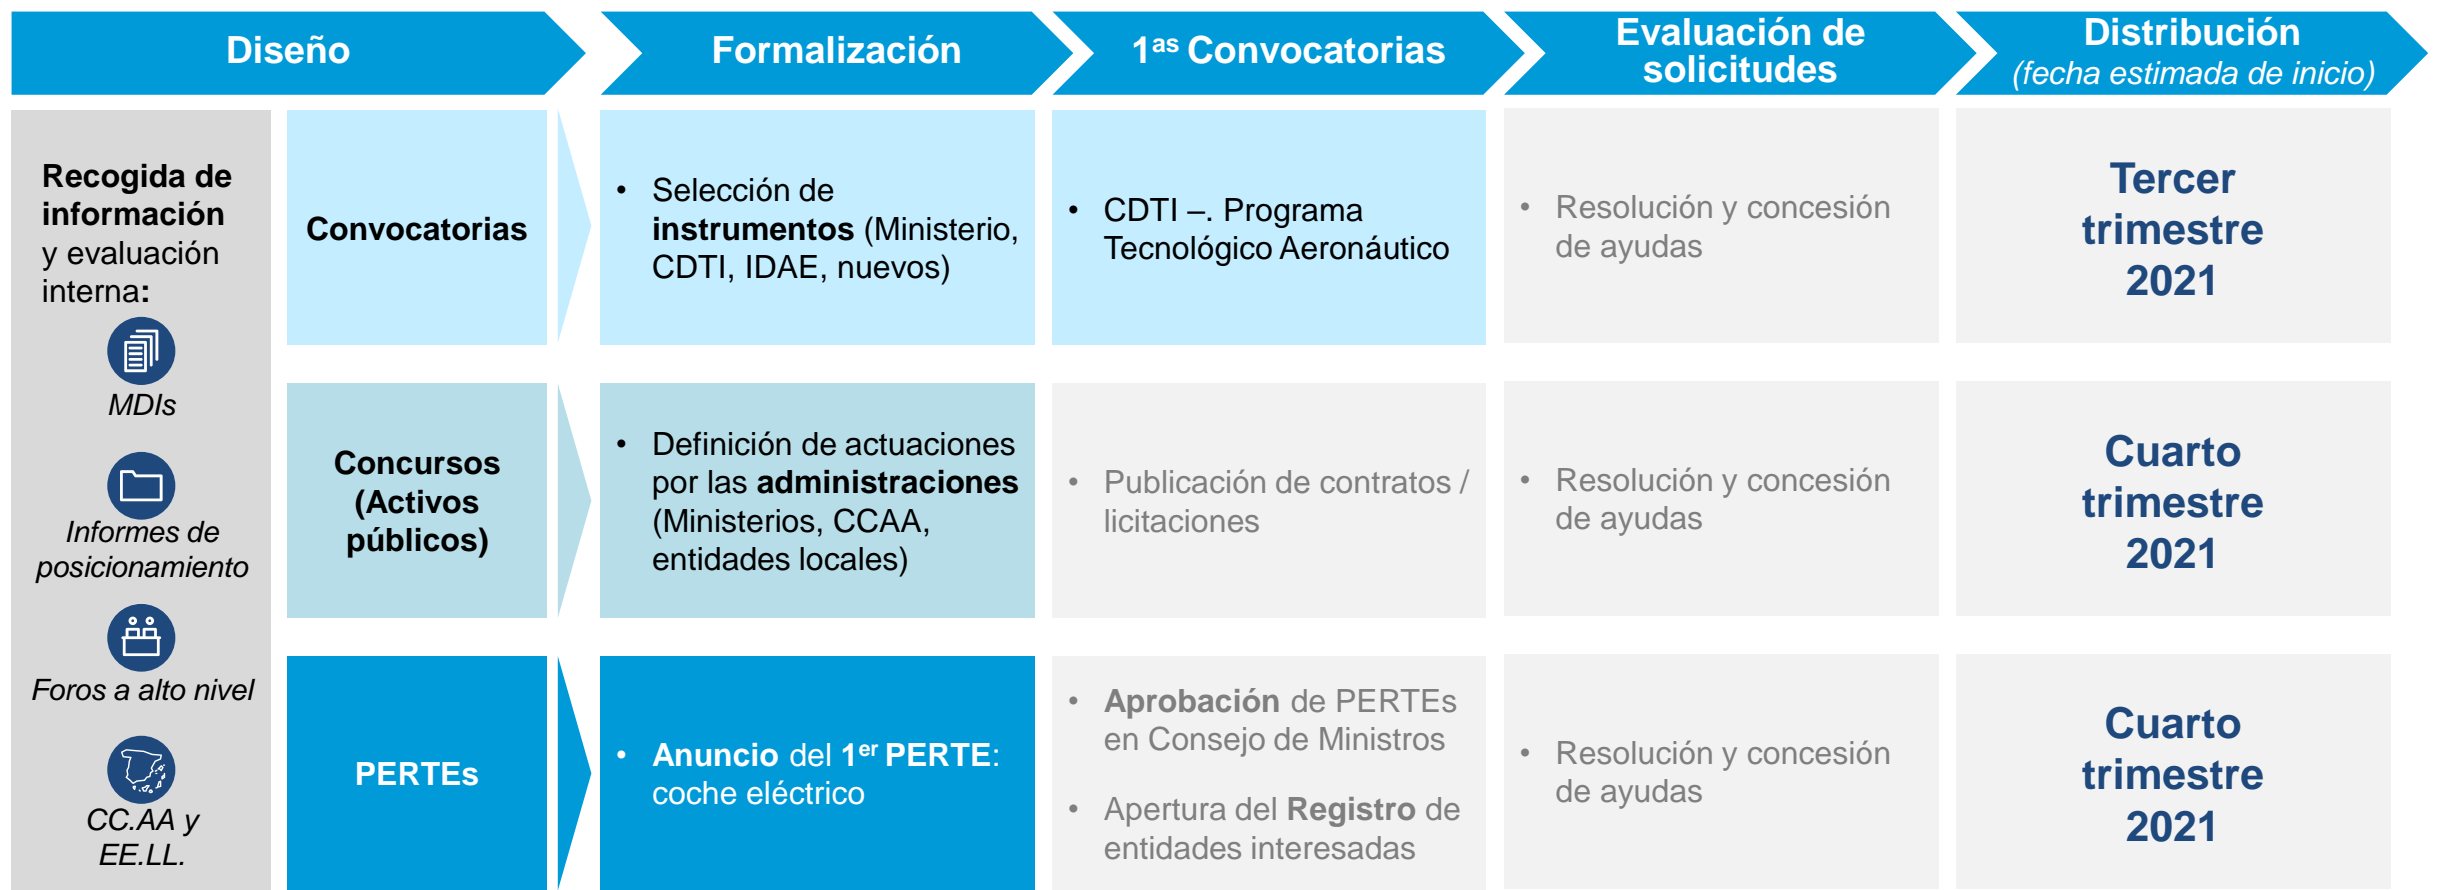 Diseño
Formalización
1as Convocatorias
Evaluación de
solicitudes
Distribución
(fecha estimada de inicio)
Recogida de
información
y evaluación
interna:
MDIs
Informes de
posicionamiento
Foros a alto nivel
CC.AA y
EE.LL.
Convocatorias
• Selección de
instrumentos (Ministerio,
CDTI, IDAE, nuevos)
• CDTI –. Programa
Tecnológico Aeronáutico
• Resolución y concesión
de ayudas
Tercer
trimestre
2021
Concursos
(Activos
públicos)
• Definición de actuaciones
por las administraciones
(Ministerios, CCAA,
entidades locales)
• Publicación de contratos /
licitaciones
• Resolución y concesión
de ayudas
Cuarto
trimestre
2021
PERTEs
• Anuncio del 1er PERTE:
coche eléctrico
• Aprobación de PERTEs
en Consejo de Ministros
• Apertura del Registro de
entidades interesadas
• Resolución y concesión
de ayudas
Cuarto
trimestre
2021